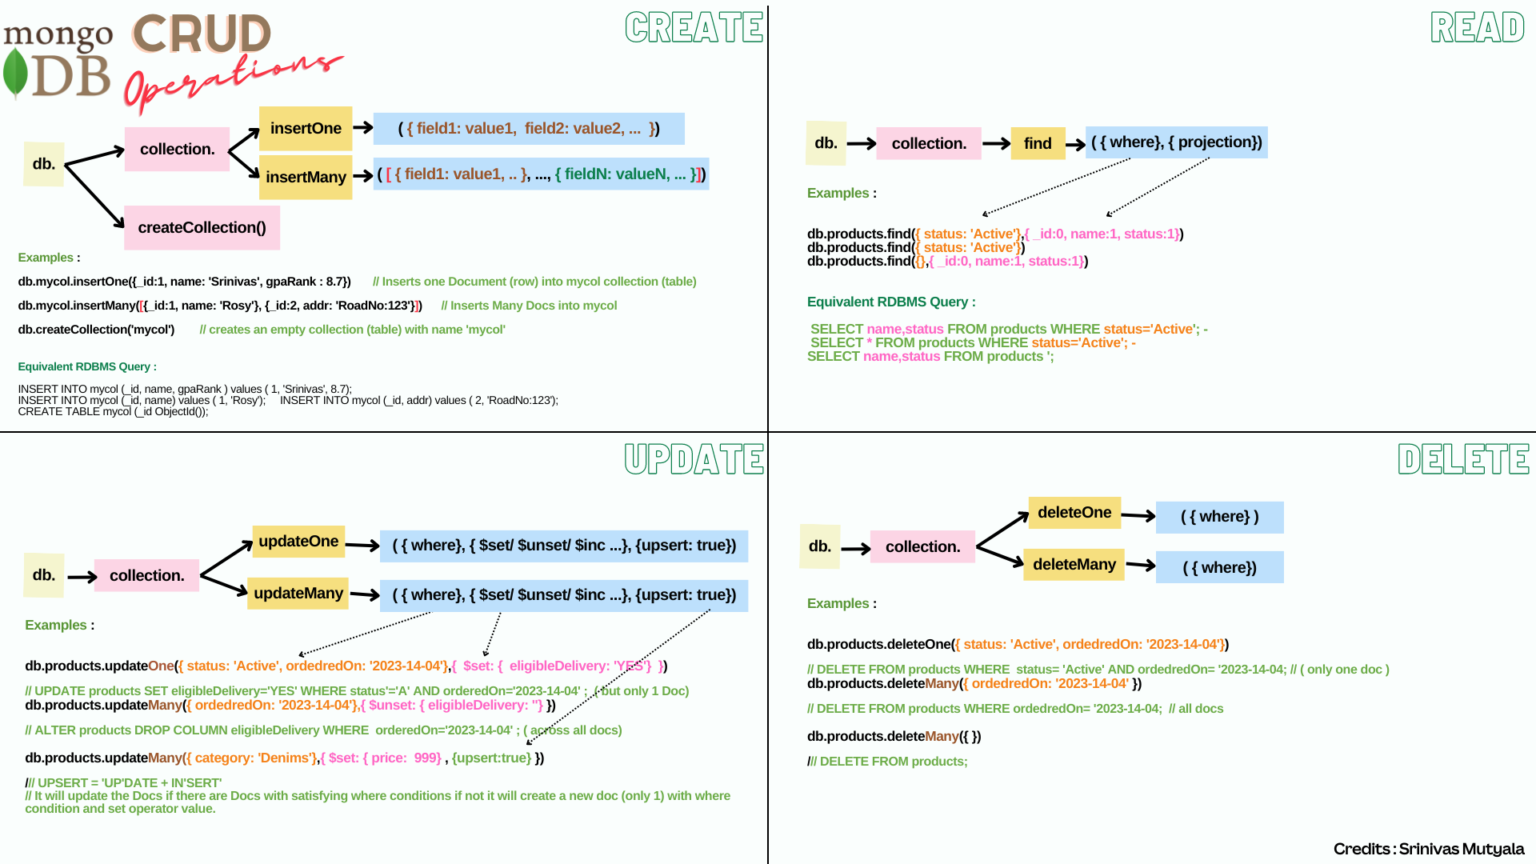 mongo
DB
CRUD
Operations
CREATE
db.
collection.
insertOne
( { field1: value1,  field2: value2, ...  })
insertMany
( [ { field1: value1, .. }, ..., { fieldN: valueN, ... }])
createCollection()
Examples :
db.mycol.insertOne({_id:1, name: 'Srinivas', gpaRank : 8.7})    // Inserts one Document (row) into mycol collection (table)
db.mycol.insertMany([{_id:1, name: 'Rosy'}, {_id:2, addr: 'RoadNo:123'}])    // Inserts Many Docs into mycol
db.createCollection('mycol')    // creates an empty collection (table) with name 'mycol'
Equivalent RDBMS Query :
INSERT INTO mycol (_id, name, gpaRank ) values ( 1, 'Srinivas', 8.7);
INSERT INTO mycol (_id, name) values ( 1, 'Rosy');    INSERT INTO mycol (_id, addr) values ( 2, 'RoadNo:123');
CREATE TABLE mycol (_id ObjectId());
READ
db.
collection.
find
( { where}, { projection})
Examples :
db.products.find({ status: 'Active'},{ _id:0, name:1, status:1})
db.products.find({ status: 'Active'})
db.products.find({},{ _id:0, name:1, status:1})
Equivalent RDBMS Query :
SELECT name,status FROM products WHERE status='Active'; -
SELECT * FROM products WHERE status='Active'; -
SELECT name,status FROM products ';
UPDATE
db.
collection.
updateOne
( { where}, { $set/ $unset/ $inc ...}, {upsert: true})
updateMany
( { where}, { $set/ $unset/ $inc ...}, {upsert: true})
Examples :
db.products.updateOne({ status: 'Active', ordedredOn: '2023-14-04'},{  $set: {  eligibleDelivery: 'YES'}  })
// UPDATE products SET eligibleDelivery='YES' WHERE status'='A' AND orderedOn='2023-14-04' ;  ( but only 1 Doc)
db.products.updateMany({ ordedredOn: '2023-14-04'},{ $unset: { eligibleDelivery: ''} })
// ALTER products DROP COLUMN eligibleDelivery WHERE  orderedOn='2023-14-04' ; ( across all docs)
db.products.updateMany({ category: 'Denims'},{ $set: { price:  999} , {upsert:true} })
/// UPSERT = 'UP'DATE + IN'SERT'
// It will update the Docs if there are Docs with satisfying where conditions if not it will create a new doc (only 1) with where
condition and set operator value.
DELETE
db.
collection.
deleteOne
( { where} )
deleteMany
( { where})
Examples :
db.products.deleteOne({ status: 'Active', ordedredOn: '2023-14-04'})
// DELETE FROM products WHERE  status= 'Active' AND ordedredOn= '2023-14-04; // ( only one doc )
db.products.deleteMany({ ordedredOn: '2023-14-04' })
// DELETE FROM products WHERE ordedredOn= '2023-14-04;  // all docs
db.products.deleteMany({ })
/// DELETE FROM products;
Credits : Srinivas Mutyala